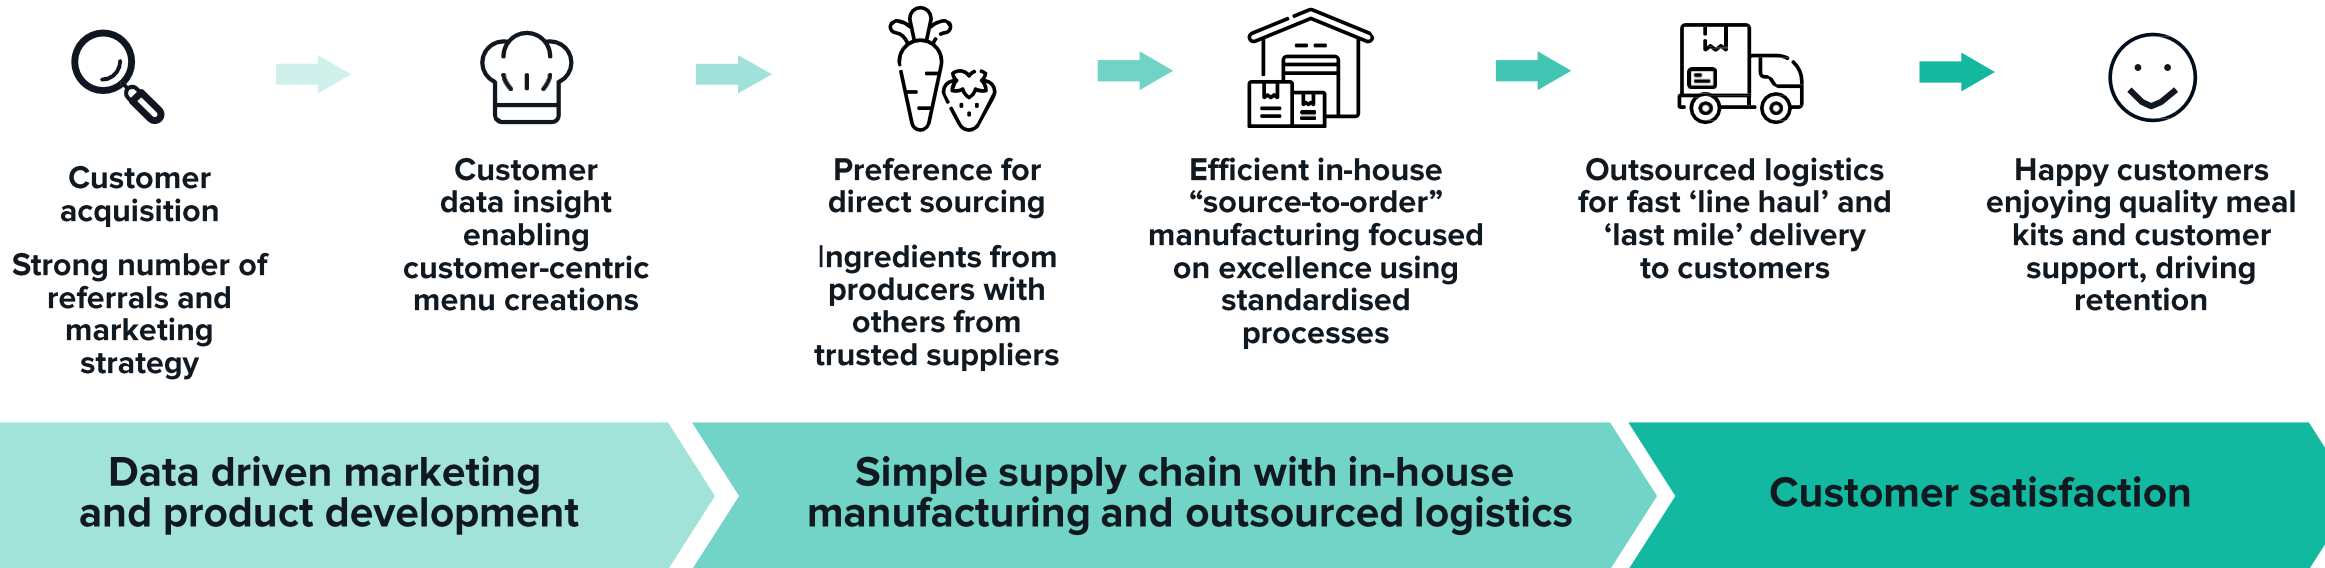 Customer
acquisition
Strong number of
referrals and
marketing
strategy
Customer
data insight
enabling
customer-centric
menu creations
Preference for
direct sourcing
Ingredients from
producers with
others from
trusted suppliers
Efficient in-house
“source-to-order”
manufacturing focused
on excellence using
standardised
processes
Outsourced logistics
for fast ‘line haul’ and
‘last mile’ delivery
to customers
Happy customers
enjoying quality meal
kits and customer
support, driving
retention
Data driven marketing
and product development
Simple supply chain with in-house
manufacturing and outsourced logistics
Customer satisfaction